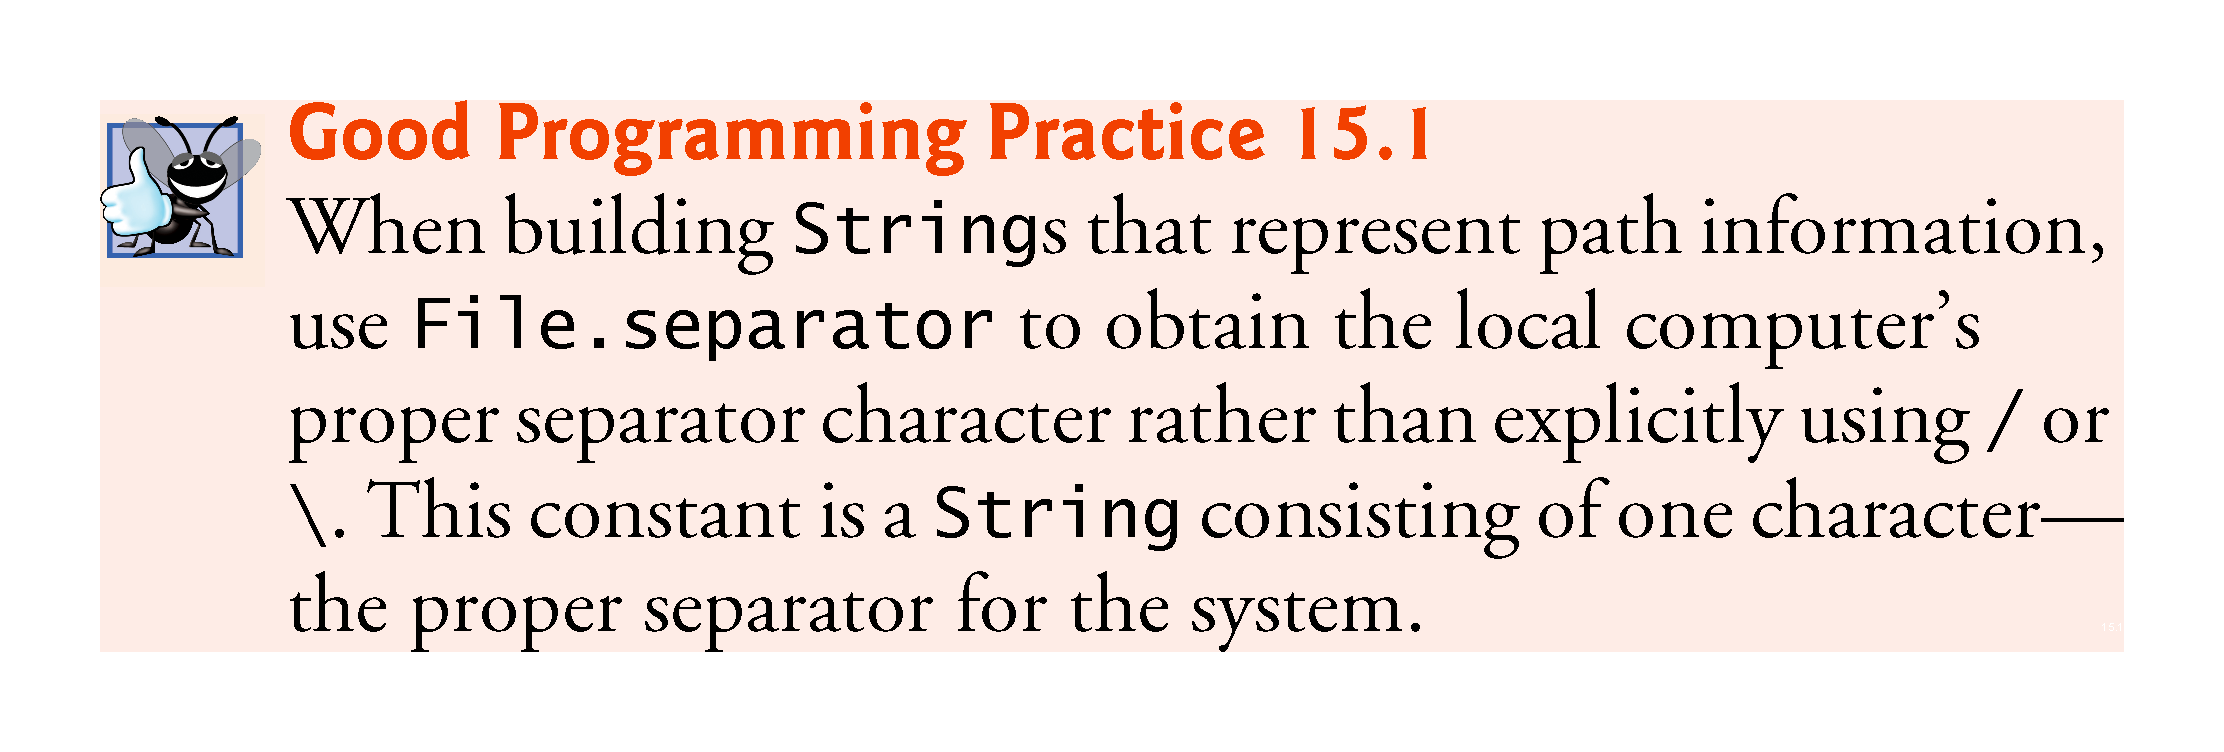 Good Programming Practice 15.1
When building Strings that represent path information,
use File.separator to obtain the local computer’s
proper separator character rather than explicitly using / or
\. This constant is a String consisting of one character—
the proper separator for the system.
15.1